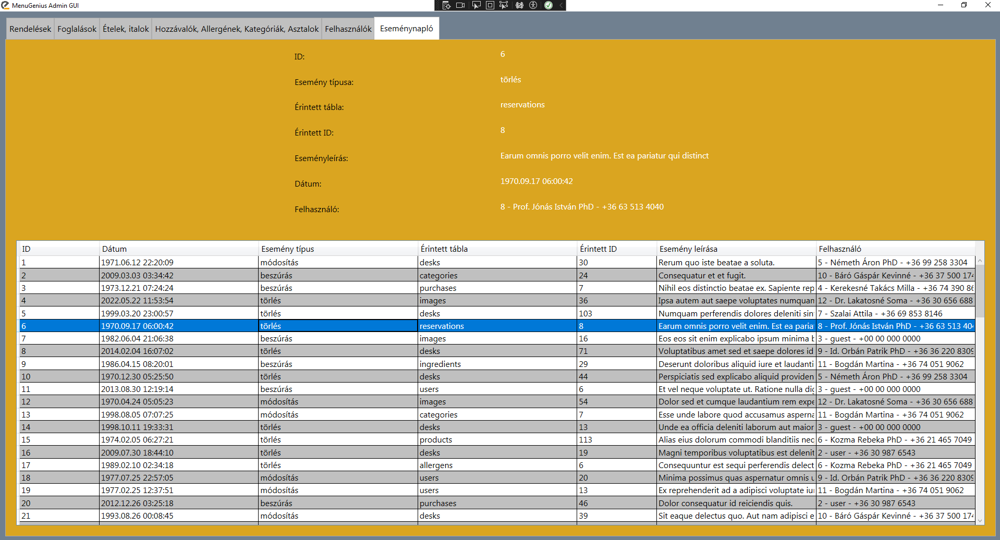 MenuGenius Admin GUI
Rendelések Foglalások Ételek, italok Hozzávalók, Allergének, Kategóriák, Asztalok Felhasználók Eseménynapló
ID: 6
Esemény típusa: törlés
Érintett tábla: reservations
Érintett ID: 8
Eseményleírás: Earum omnis porro velit enim. Est ea pariatur qui distinct
Dátum: 1970.09.17 06:00:42
Felhasználó: 8 - Prof. Jónás István PhD - +36 63 513 4040
ID Dátum Esemény típus Érintett tábla Érintett ID Esemény leírása Felhasználó
1 1971.06.12 22:20:09 módosítás desks 30 Rerum quo iste beatae a soluta. 5 - Németh Áron PhD - +36 99 258 3304
2 2009.03.03 03:34:42 beszúrás categories 24 Consequatur et et fugit. 10 - Báró Gáspár Kevinné - +36 37 500 174
3 1973.12.21 07:24:24 beszúrás purchases 7 Nihil eos distinctio beatae ex. Sapiente rep 4 - Kerekesné Takács Milla - +36 74 390 86
4 2022.05.22 11:53:54 törlés images 36 Ipsa autem aut saepe voluptates numquam 12 - Dr. Lakatosné Soma - +36 30 656 688
5 1999.03.20 23:00:57 törlés desks 103 Numquam perferendis dolores deleniti sin 7 - Szalai Attila - +36 69 853 8146
6 1970.09.17 06:00:42 törlés reservations 8 Earum omnis porro velit enim. Est ea paria 8 - Prof. Jónás István PhD - +36 63 513 404
7 1982.06.04 21:06:38 beszúrás images 16 Eos eos sit enim explicabo ipsum minima 3 - guest - +00 00 000 0000
8 2014.02.04 16:07:02 törlés desks 71 Voluptatibus amet sed et saepe dolores id 9 - Id. Orbán Patrik PhD - +36 36 220 8309
9 1986.04.15 08:20:01 beszúrás ingredients 29 Deserunt doloribus aliquid iure et laudanti 11 - Bogdán Martina - +36 74 051 9062
10 1970.12.30 05:25:50 törlés desks 44 Perspiciatis sed explicabo aliquid providen 5 - Németh Áron PhD - +36 99 258 3304
11 2013.08.30 12:19:14 beszúrás users 6 Et vel neque voluptate ut. Ratione nulla dig 3 - guest - +00 00 000 0000
12 1970.04.24 05:05:23 módosítás images 54 Dolor sed et cumque laudantium rem expe 12 - Dr. Lakatosné Soma - +36 30 656 688
13 1998.08.05 07:07:25 módosítás categories 7 Esse unde labore quod accusamus asperna 11 - Bogdán Martina - +36 74 051 9062
14 1998.10.11 19:33:31 törlés desks 13 Unde ea officia deleniti laborum aut maior 3 - guest - +00 00 000 0000
15 1974.02.05 06:27:21 törlés products 113 Alias eius dolorum commodi blanditiis nec 6 - Kozma Rebeka PhD - +36 21 465 7049
16 2009.07.30 18:44:10 törlés desks 19 Magni temporibus voluptatibus est delenit 2 - user - +36 30 987 6543
17 1989.02.10 02:34:18 törlés allergens 6 Consequuntur est sequi perferendis delect 6 - Kozma Rebeka PhD - +36 21 465 7049
18 1977.07.25 22:57:05 módosítás users 20 Minima possimus quas aspernatur omnis u 9 - Id. Orbán Patrik PhD - +36 36 220 8309
19 1977.02.25 12:37:51 módosítás users 13 Ex reprehenderit ad a adipisci voluptate iu 11 - Bogdán Martina - +36 74 051 9062
20 2012.12.26 03:25:18 beszúrás purchases 46 Dolor consequatur id reiciendis quis. 2 - user - +36 30 987 6543
21 1993.08.26 00:08:45 módosítás desks 39 Sit eaque delectus quo. Aut nam adipisci e 10 - Báró Gáspár Kevinné - +36 37 500 174